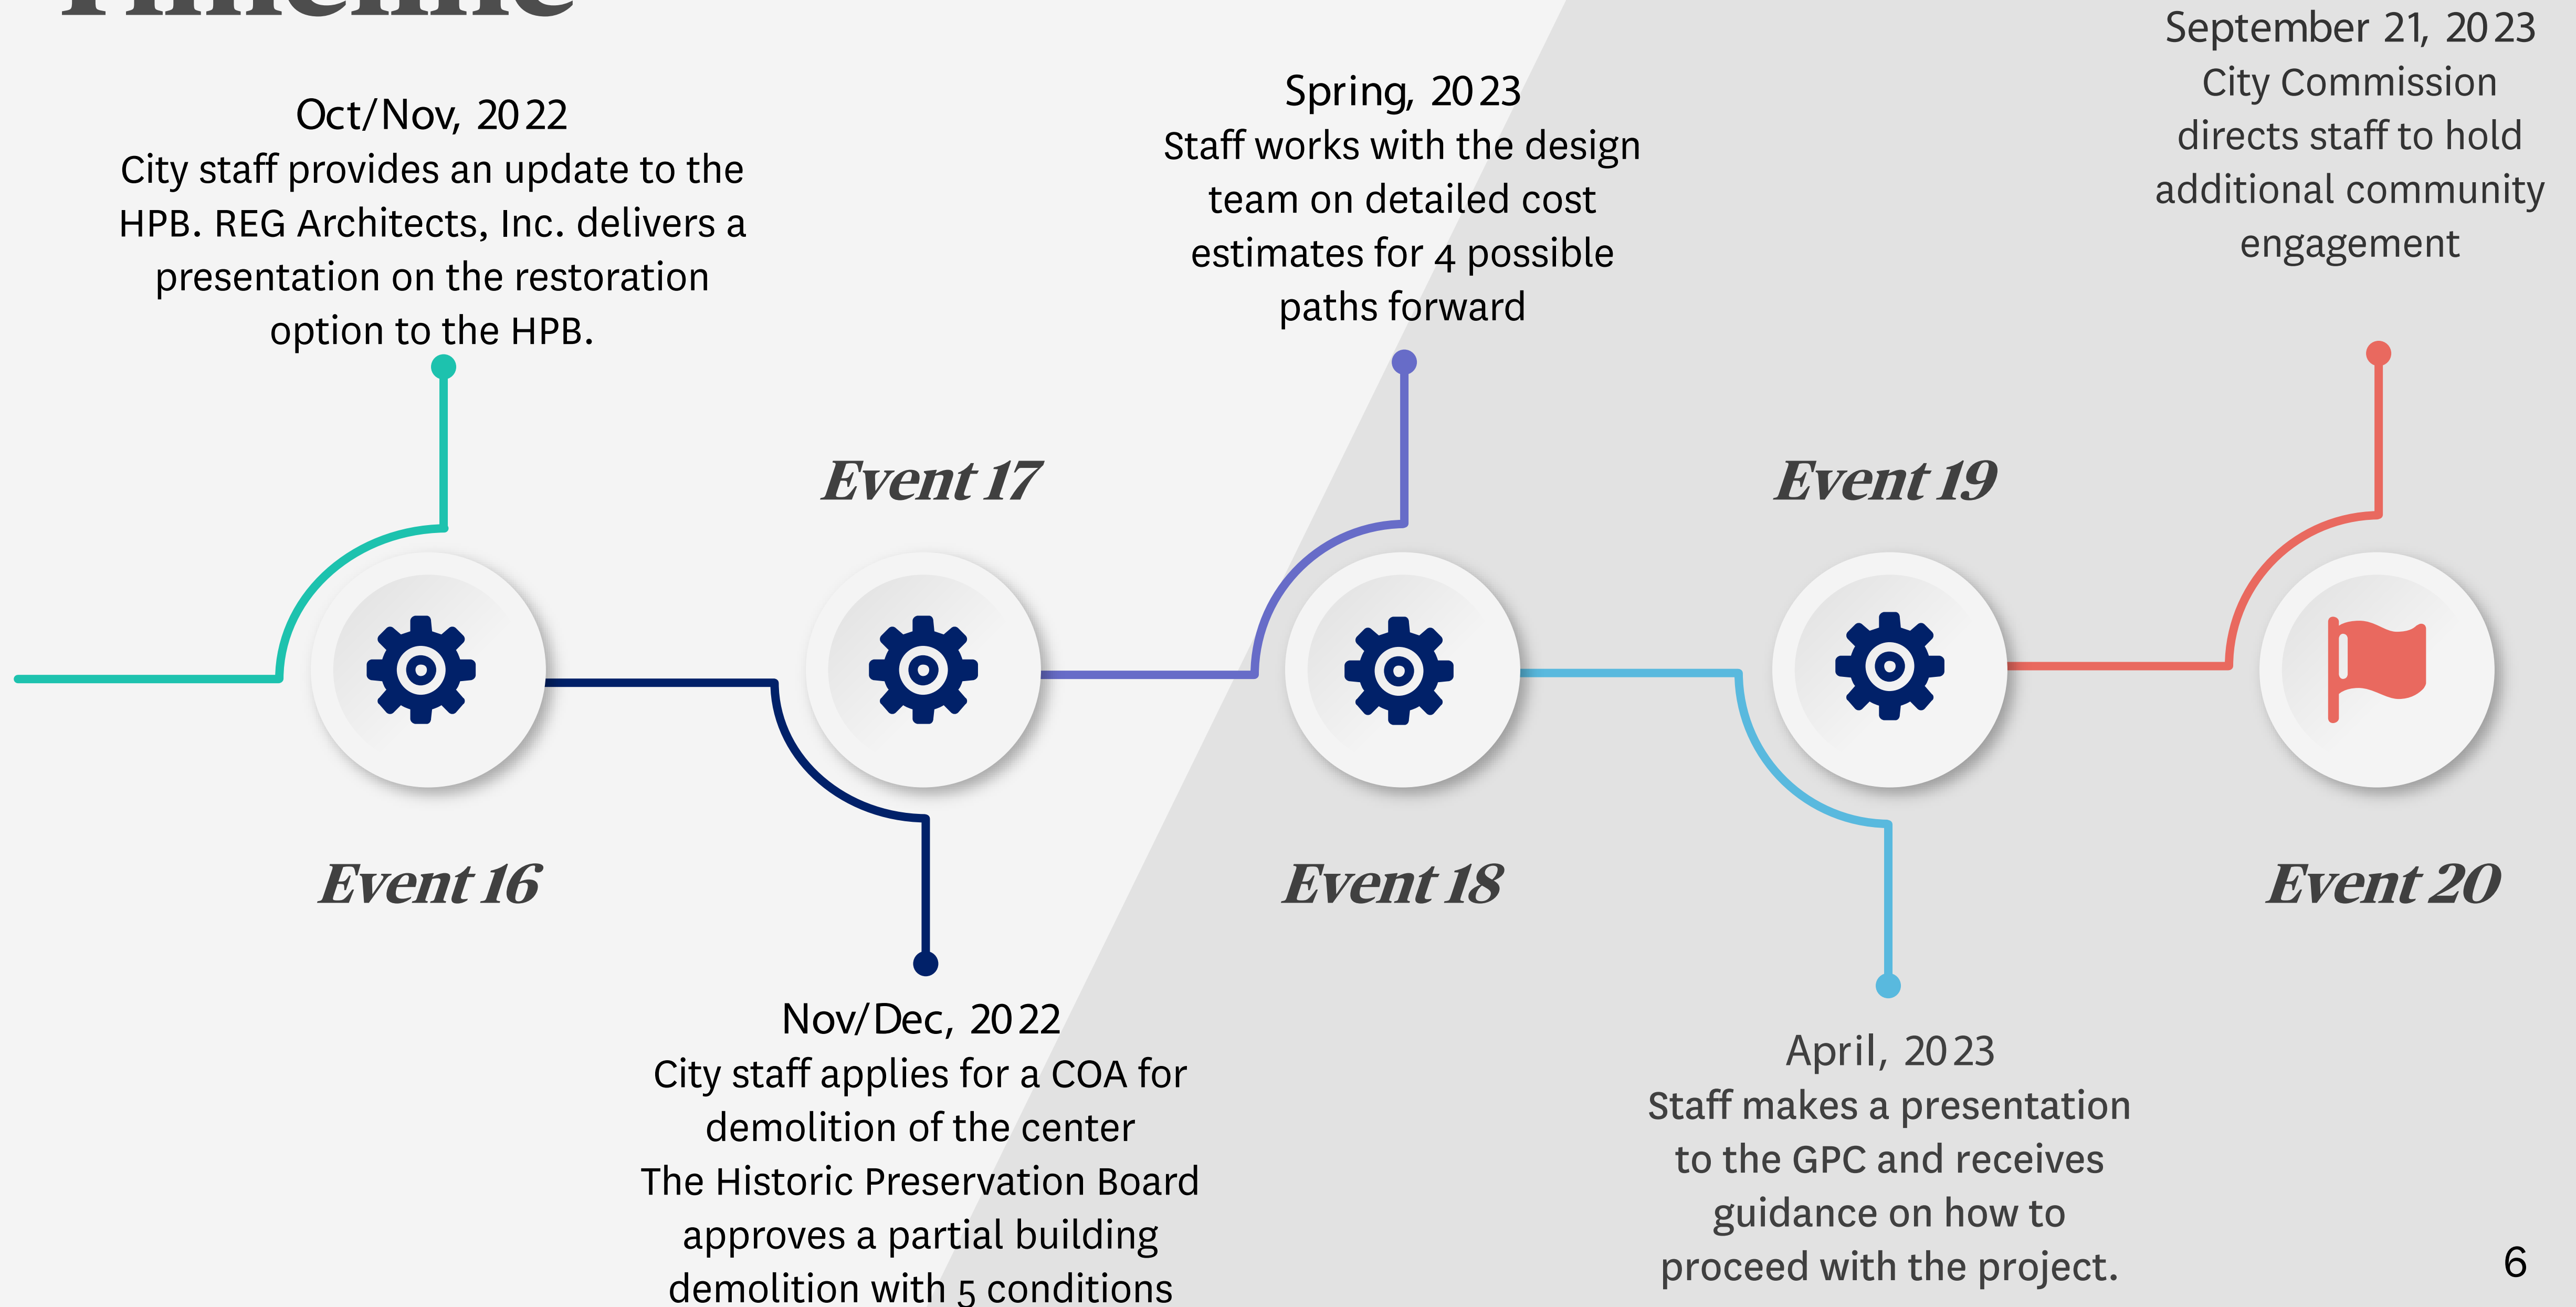 Timeline
Oct/Nov, 2022
City staff provides an update to the
HPB. REG Architects, Inc. delivers a
presentation on the restoration
option to the HPB.
Spring, 2023
Staff works with the design
team on detailed cost
estimates for 4 possible
paths forward
September 21, 2023
City Commission
directs staff to hold
additional community
engagement
Event 17
Event 19
Event 16
Event 18
Event 20
Nov/Dec, 2022
City staff applies for a COA for
demolition of the center
The Historic Preservation Board
approves a partial building
demolition with 5 conditions
April, 2023
Staff makes a presentation
to the GPC and receives
guidance on how to
proceed with the project.
6